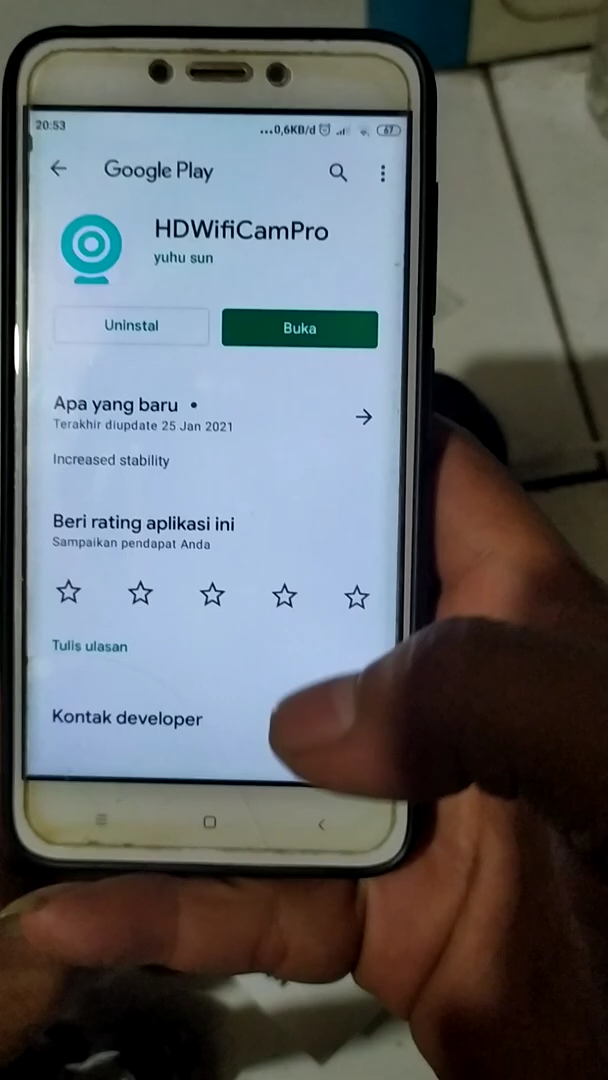 20:53
...0,6KB/d
67
Google Play
HDWifiCamPro
yuhu sun
Uninstal
Buka
Apa yang baru •
Terakhir diupdate 25 Jan 2021
Increased stability
Beri rating aplikasi ini
Sampaikan pendapat Anda
Tulis ulasan
Kontak developer